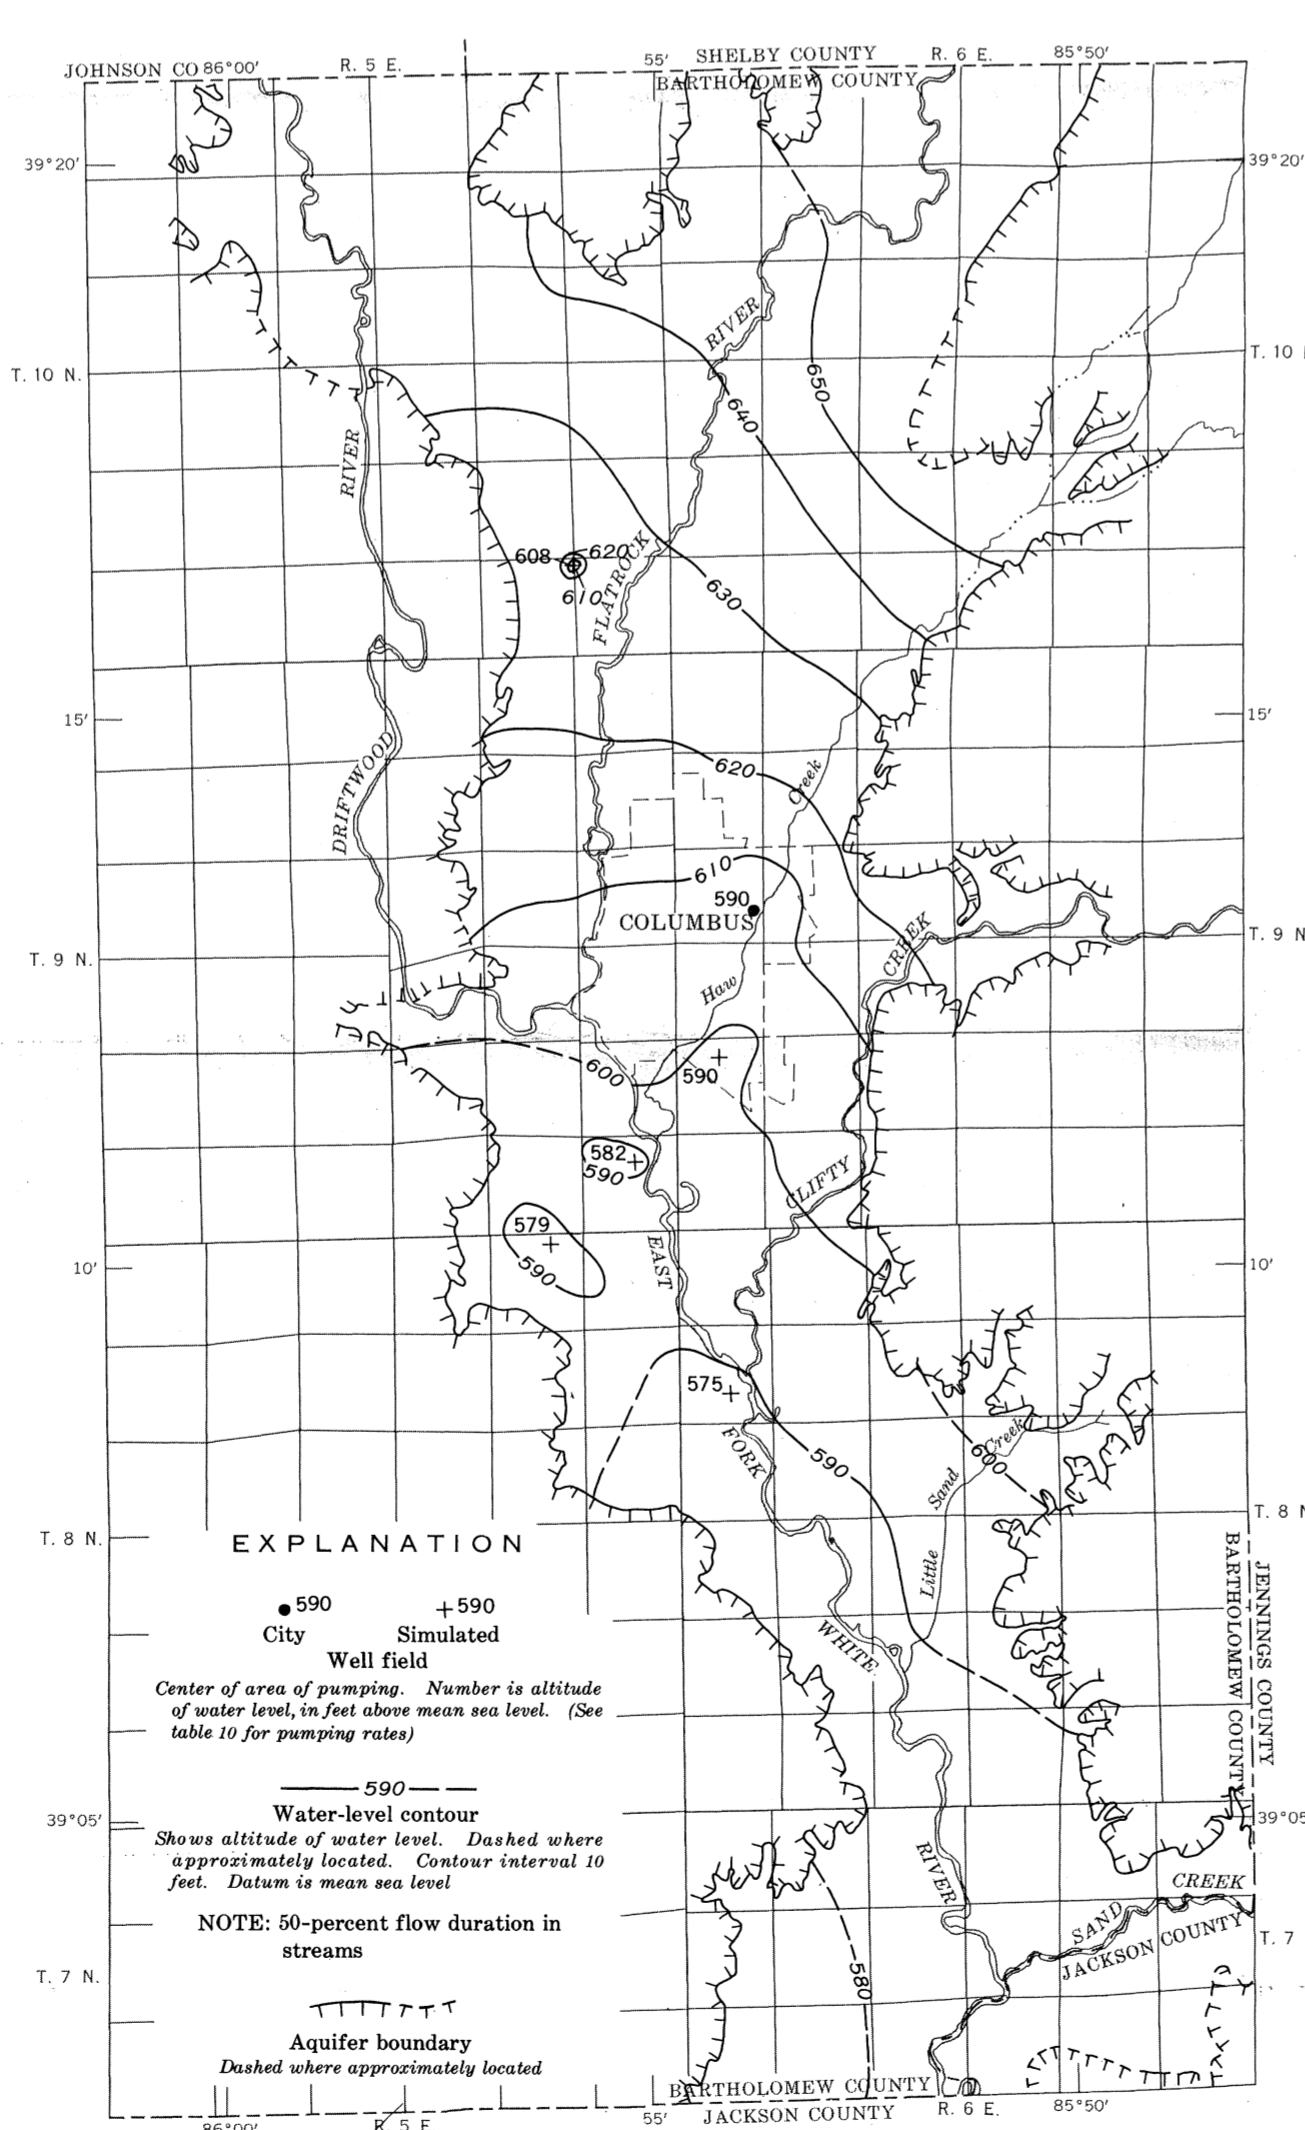 JOHNSON CO 86°00′ R. 5 E. 55′ SHELBY COUNTY R. 6 E. 85°50′
BARTHOLOMEW COUNTY
39°20′ 39°20′
RIVER
T. 10 N. T. 10
650
640
RIVER
608 620
610
FLATROCK
630
15′ 15′
DRIFTWOOD
620
Creek
610
590
COLUMBUS
CREEK
T. 9 N. T. 9 N
Haw
600
590
582
590
CLIFTY
579
590
EAST
10′ 10′
575
FORK
590
Creek
600
Sand
Little
T. 8 N. T. 8 N
WHITE
JENNINGS COUNTY
BARTHOLOMEW COUNTY
EXPLANATION
590 590
City Simulated
Well field
Center of area of pumping. Number is altitude
of water level, in feet above mean sea level. (See
table 10 for pumping rates)
590
Water-level contour
Shows altitude of water level. Dashed where
approximately located. Contour interval 10
feet. Datum is mean sea level
NOTE: 50-percent flow duration in
streams
Aquifer boundary
Dashed where approximately located
39°05′ 39°05
RIVER
CREEK
SAND
JACKSON COUNTY
T. 7 N. T. 7
580
BARTHOLOMEW COUNTY
86°00′ R. 5 E 55′ JACKSON COUNTY R. 6 E. 85°50′